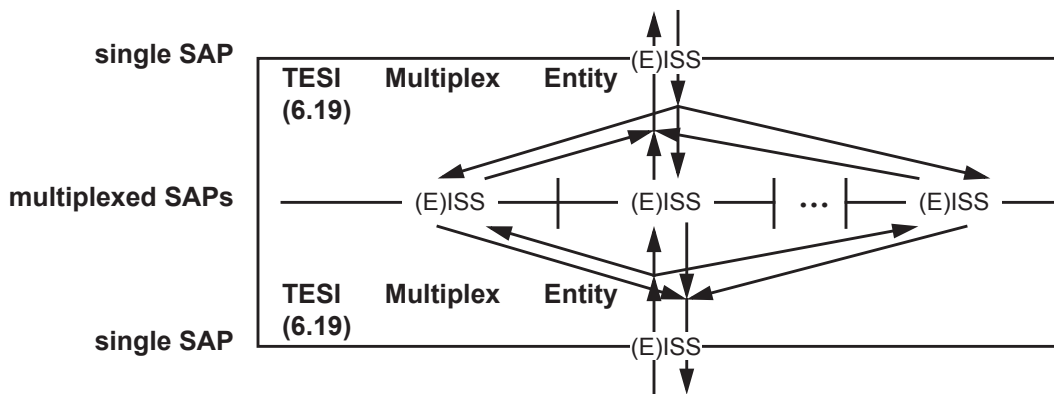 single SAP
(E)ISS
TESI Multiplex Entity
(6.19)
multiplexed SAPs
(E)ISS
(E)ISS
...
(E)ISS
TESI Multiplex Entity
(6.19)
single SAP
(E)ISS